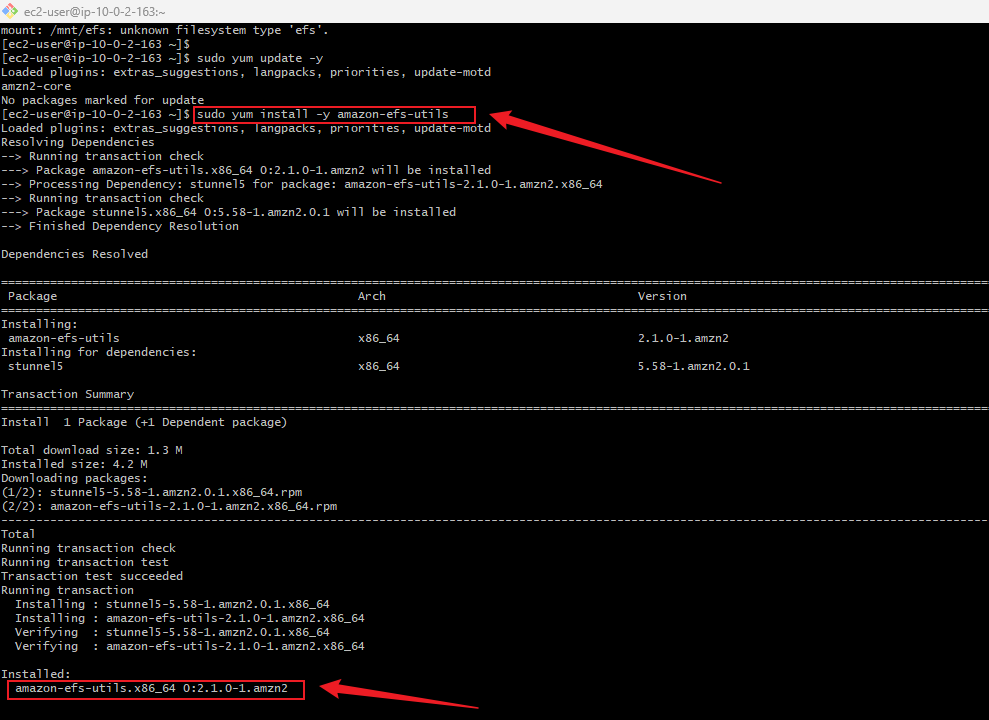 ec2-user@ip-10-0-2-163:~
mount: /mnt/efs: unknown filesystem type 'efs'.
[ec2-user@ip-10-0-2-163 ~]$
[ec2-user@ip-10-0-2-163 ~]$ sudo yum update -y
Loaded plugins: extras_suggestions, langpacks, priorities, update-motd
amzn2-core
No packages marked for update
[ec2-user@ip-10-0-2-163 ~]$ sudo yum install -y amazon-efs-utils
Loaded plugins: extras_suggestions, langpacks, priorities, update-motd
Resolving Dependencies
--> Running transaction check
---> Package amazon-efs-utils.x86_64 0:2.1.0-1.amzn2 will be installed
--> Processing Dependency: stunnel5 for package: amazon-efs-utils-2.1.0-1.amzn2.x86_64
--> Running transaction check
---> Package stunnel5.x86_64 0:5.58-1.amzn2.0.1 will be installed
--> Finished Dependency Resolution
Dependencies Resolved
Package Arch Version
Installing:
amazon-efs-utils x86_64 2.1.0-1.amzn2
Installing for dependencies:
stunnel5 x86_64 5.58-1.amzn2.0.1
Transaction Summary
Install  1 Package (+1 Dependent package)
Total download size: 1.3 M
Installed size: 4.2 M
Downloading packages:
(1/2): stunnel5-5.58-1.amzn2.0.1.x86_64.rpm
(2/2): amazon-efs-utils-2.1.0-1.amzn2.x86_64.rpm
Total
Running transaction check
Running transaction test
Transaction test succeeded
Running transaction
Installing : stunnel5-5.58-1.amzn2.0.1.x86_64
Installing : amazon-efs-utils-2.1.0-1.amzn2.x86_64
Verifying  : stunnel5-5.58-1.amzn2.0.1.x86_64
Verifying  : amazon-efs-utils-2.1.0-1.amzn2.x86_64
Installed:
amazon-efs-utils.x86_64 0:2.1.0-1.amzn2